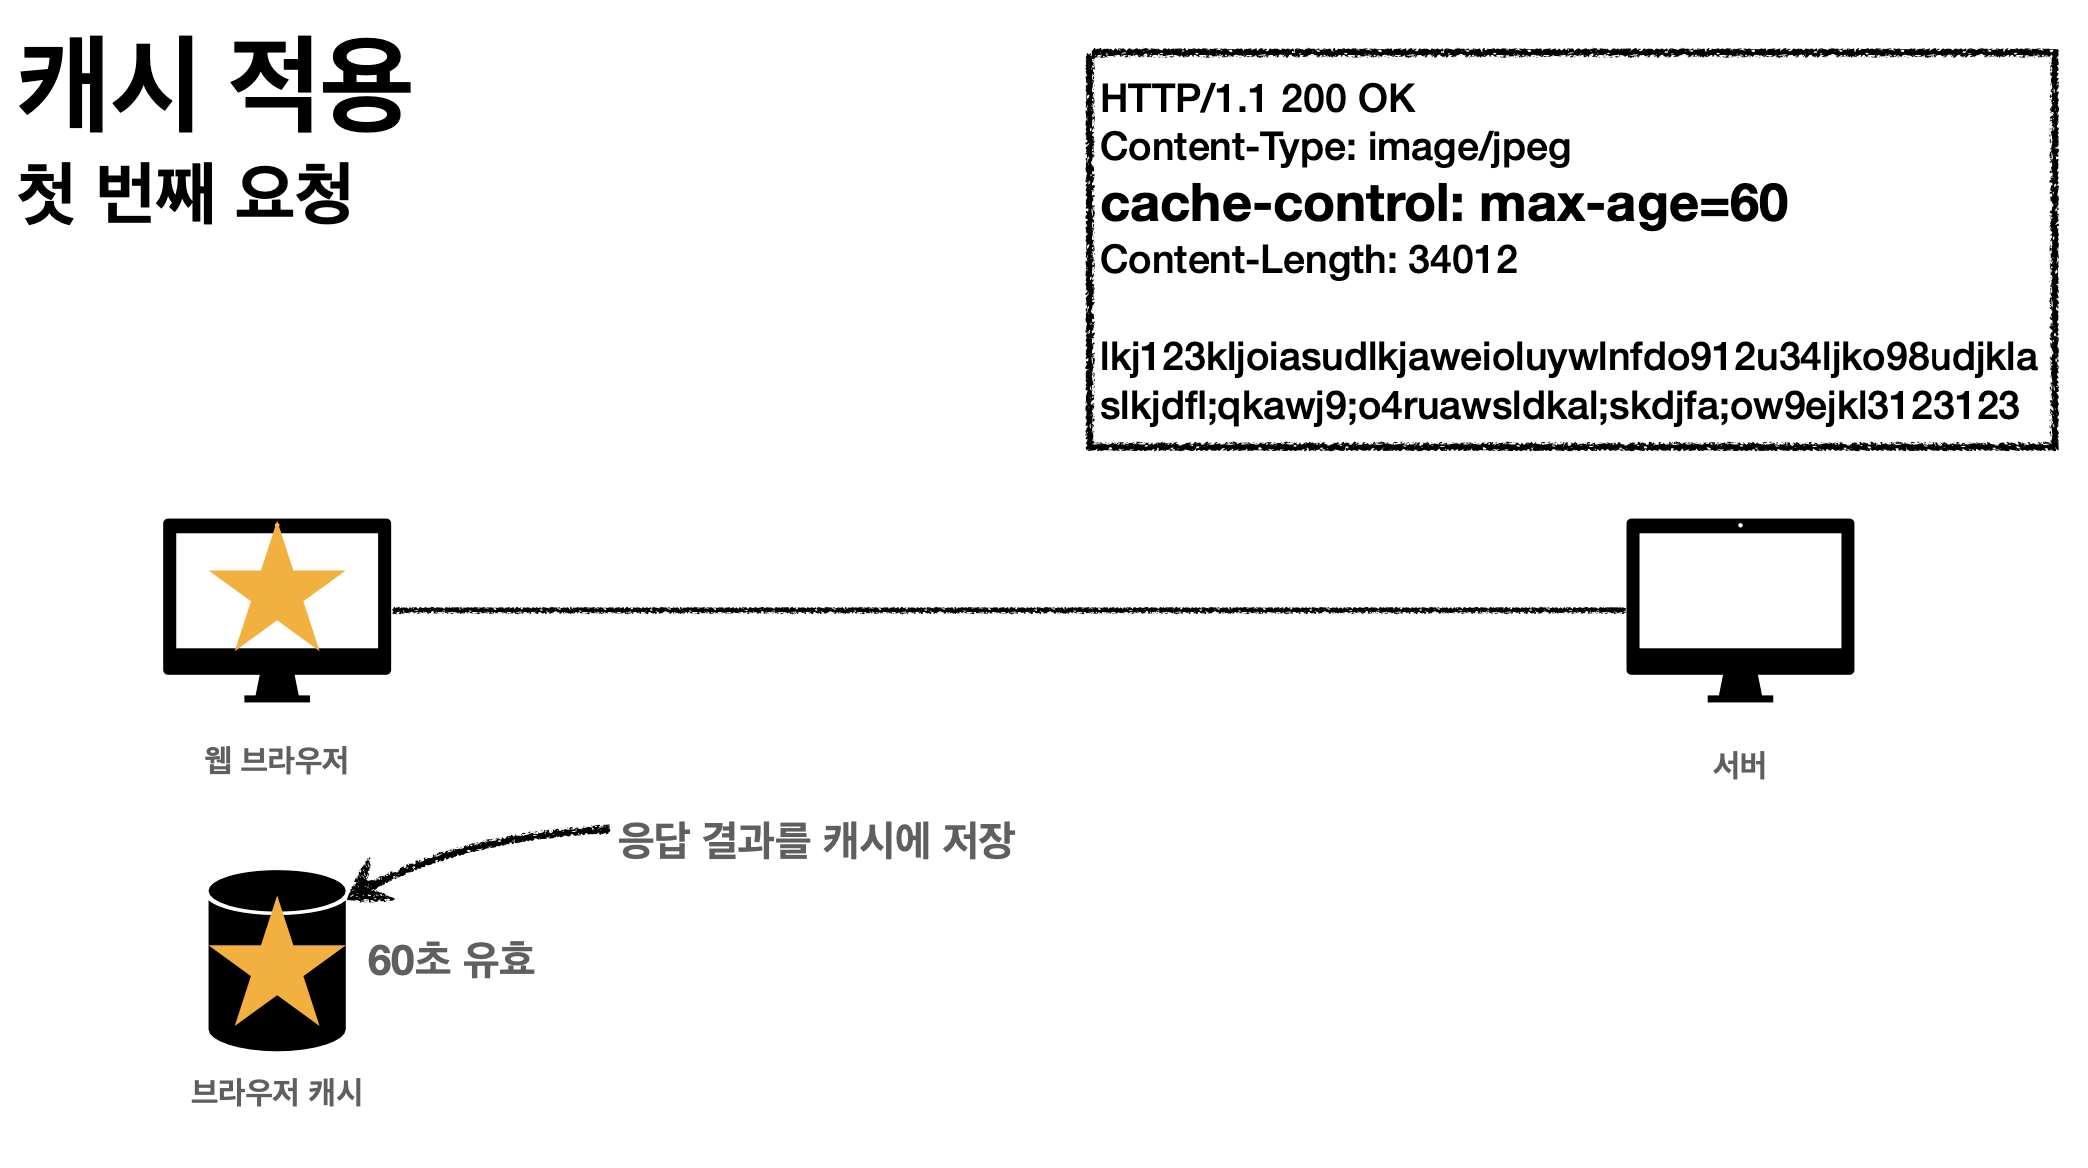 캐시 적용
첫 번째 요청
HTTP/1.1 200 OK
Content-Type: image/jpeg
cache-control: max-age=60
Content-Length: 34012
lkj123kljoiasudlkjaweioluywlnfdo912u34ljko98udjkla
slkjdfl;qkawj9;o4ruawsldkal;skdjfa;ow9ejkl3123123
웹 브라우저
서버
응답 결과를 캐시에 저장
60초 유효
브라우저 캐시